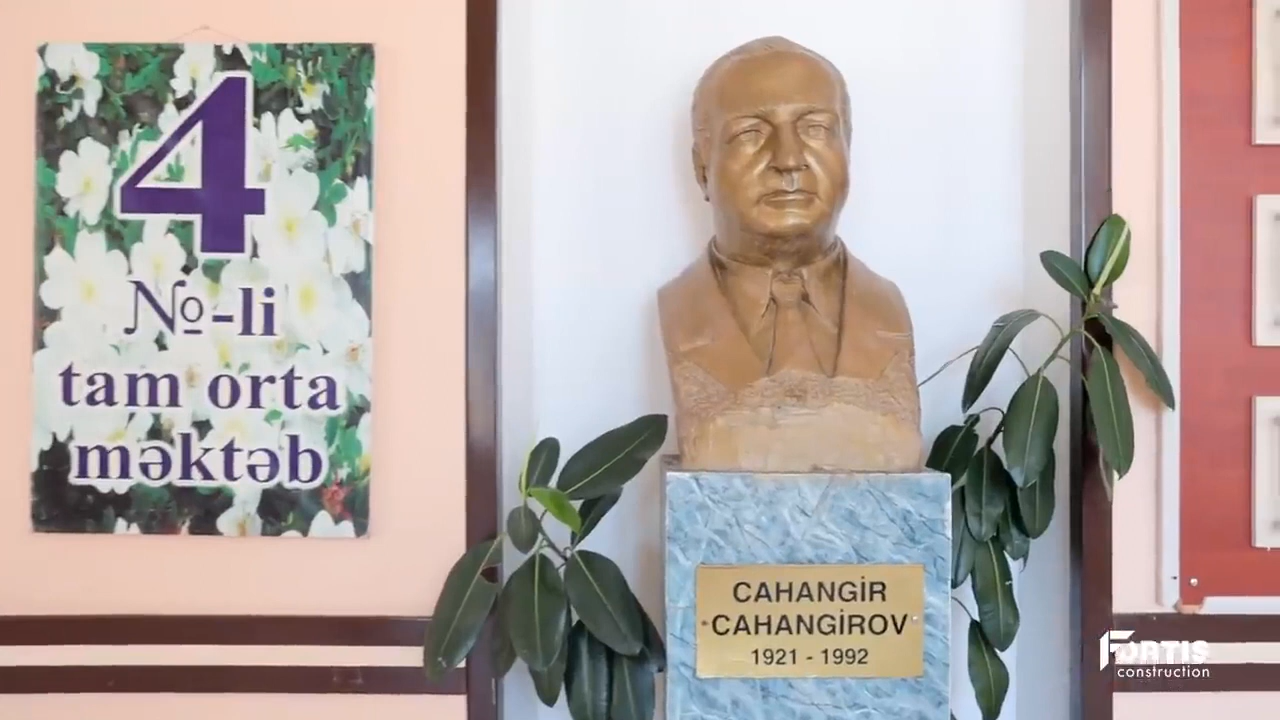 4
№-li
tam orta
məktəb
CAHANGİR
CAHANGİROV
1921 - 1992
FORTIS
construction